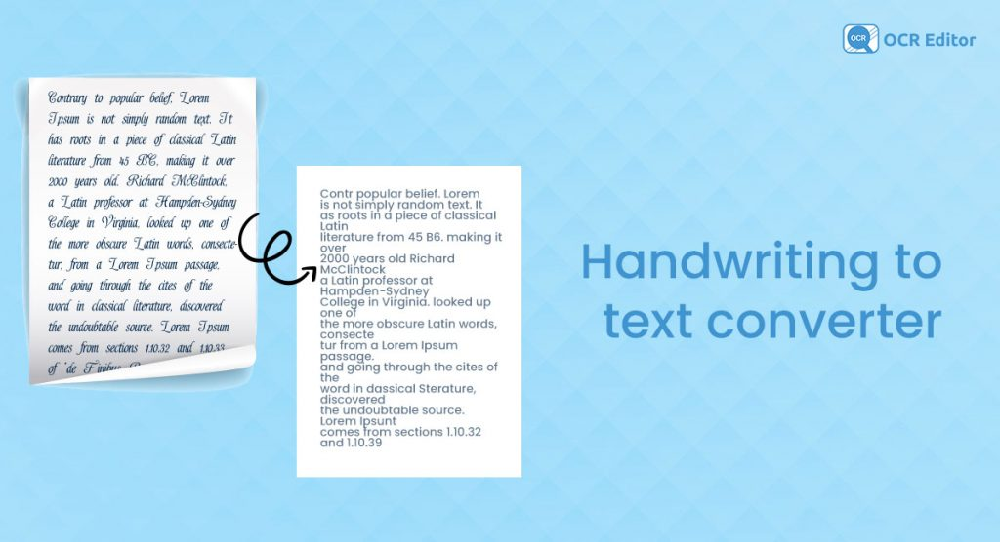 OCR
OCR Editor
Contrary to popular belief, Lorem
Ipsum is not simply random text. It
has roots in a piece of classical Latin
literature from 45 BC, making it over
2000 years old. Richard McClintock,
a Latin professor at Hampden-Sydney
College in Virginia, looked up one of
the more obscure Latin words, consecte-
tur, from a Lorem Ipsum passage,
and going through the cites of the
word in classical literature, discovered
the undoubtable source. Lorem Ipsum
comes from sections 1.10.32 and 1.10.33
of "de Finibus
Contr popular belief. Lorem
is not simply random text. It
as roots in a piece of classical
Latin
literature from 45 B6. making it
over
2000 years old Richard
McClintock
a Latin professor at
Hampden-Sydney
College in Virginia. looked up
one of
the more obscure Latin words,
consecte
tur from a Lorem Ipsum
passage.
and going through the cites of
the
word in dassical Sterature,
discovered
the undoubtable source.
Lorem Ipsunt
comes from sections 1.10.32
and 1.10.39
Handwriting to
text converter